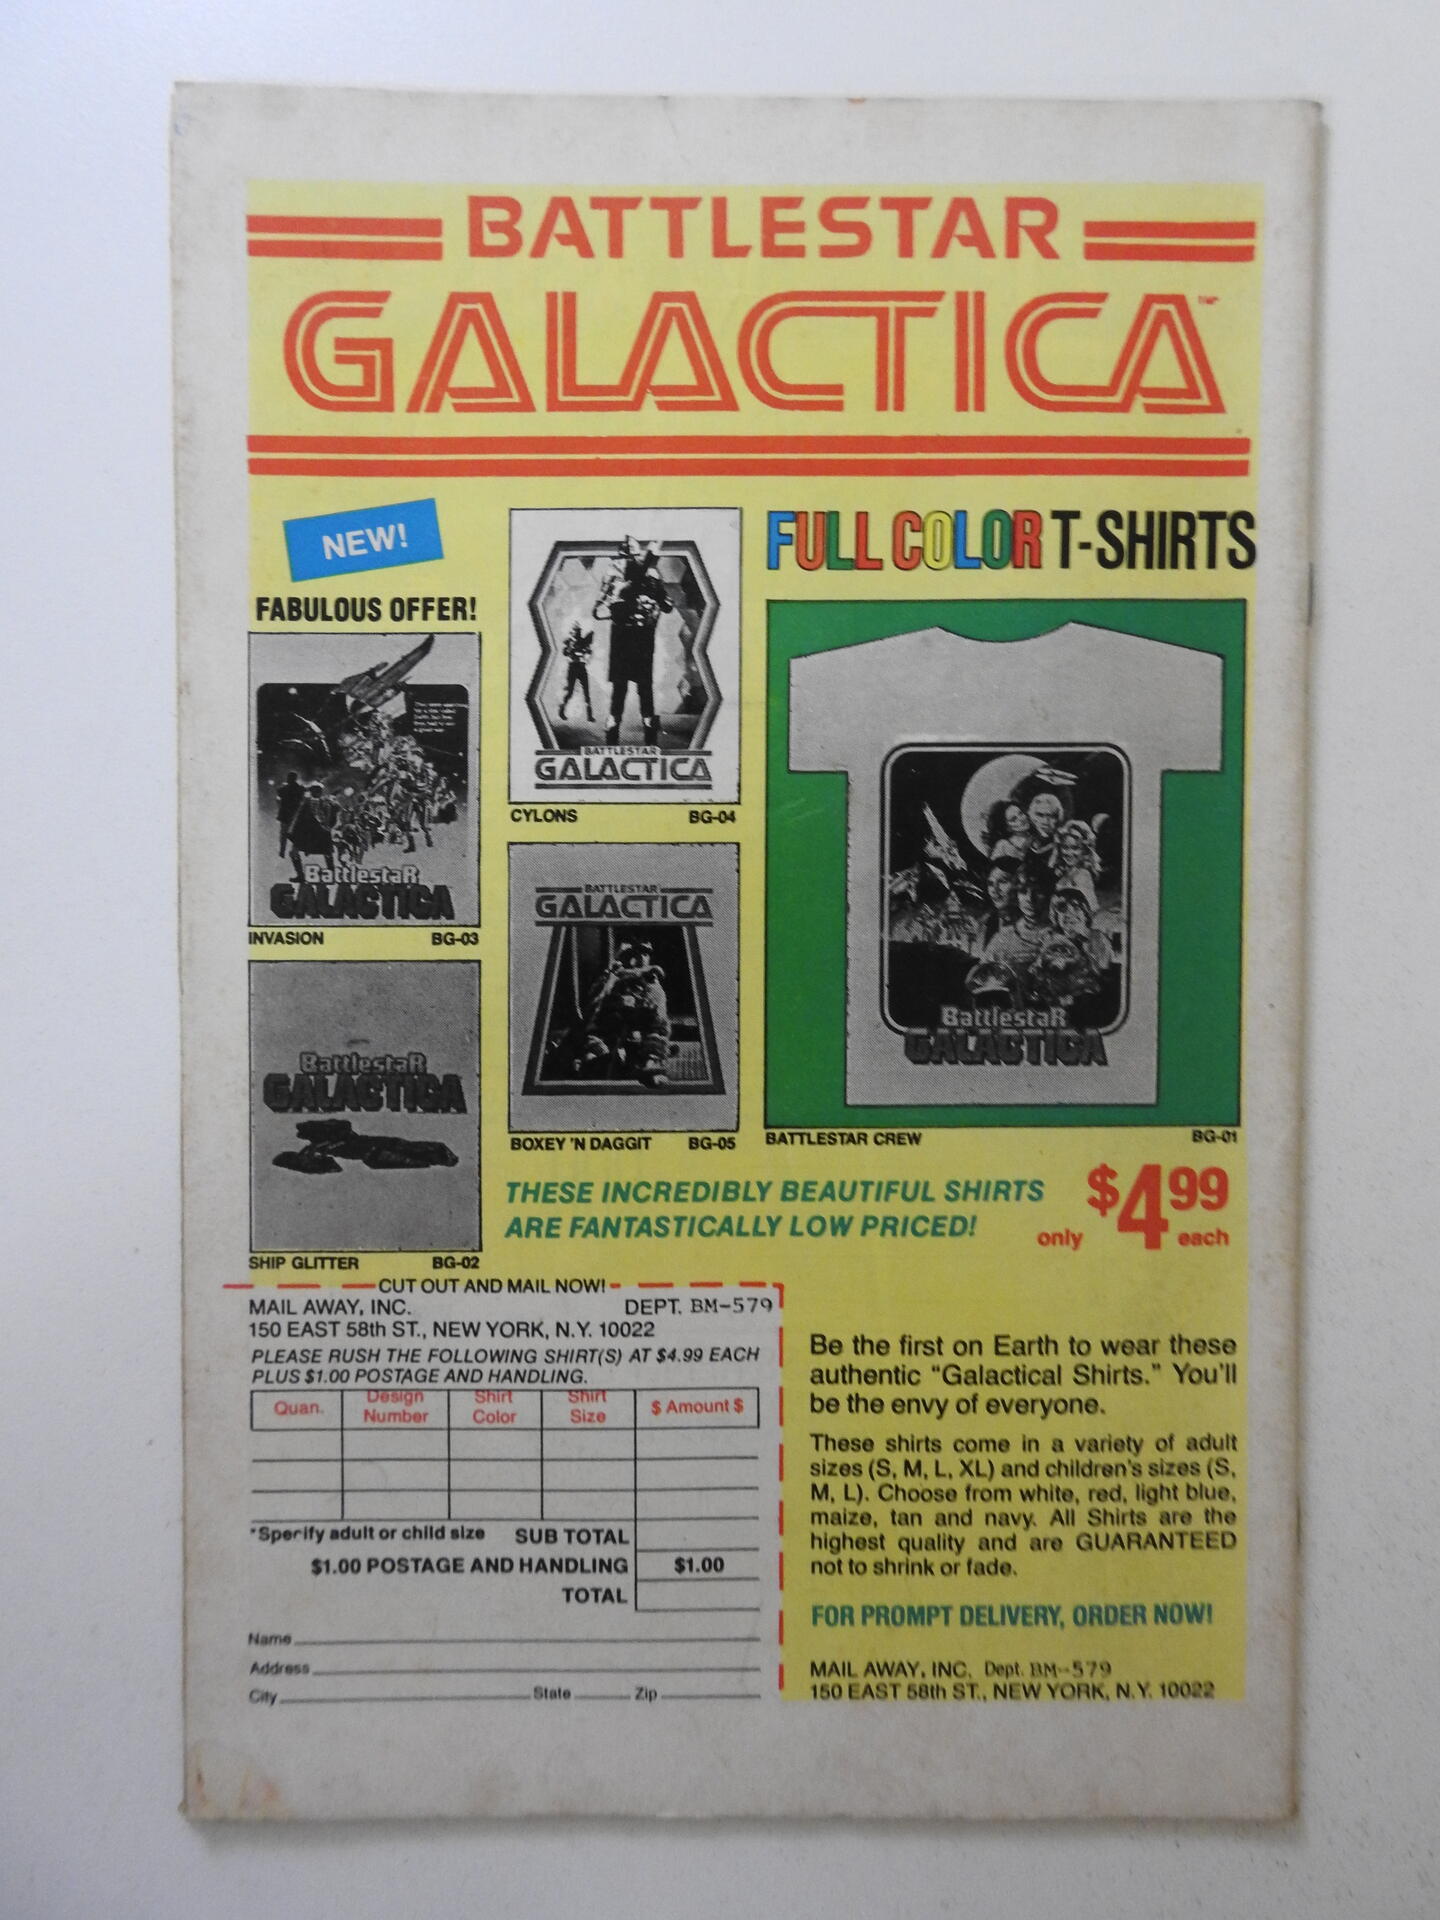 BATTLESTAR
GALACTICA™
NEW!
FABULOUS OFFER!
FULL COLOR T-SHIRTS
BattlestaR
GALACTICA
INVASION BG-03
BATTLESTAR
GALACTICA
CYLONS BG-04
BattlestaR
GALACTICA
SHIP GLITTER BG-02
BATTLESTAR
GALACTICA
BOXEY 'N DAGGIT BG-05
BattlestaR
GALACTICA
BATTLESTAR CREW BG-01
THESE INCREDIBLY BEAUTIFUL SHIRTS
ARE FANTASTICALLY LOW PRICED!
only $4.99 each
CUT OUT AND MAIL NOW!
MAIL AWAY, INC. DEPT. BM-579
150 EAST 58th ST., NEW YORK, N.Y. 10022
PLEASE RUSH THE FOLLOWING SHIRT(S) AT $4.99 EACH
PLUS $1.00 POSTAGE AND HANDLING.
Quan. Design Number Shirt Color Shirt Size $ Amount $
*Specify adult or child size SUB TOTAL
$1.00 POSTAGE AND HANDLING $1.00
TOTAL
Name
Address
City State Zip
Be the first on Earth to wear these
authentic “Galactical Shirts.” You'll
be the envy of everyone.
These shirts come in a variety of adult
sizes (S, M, L, XL) and children's sizes (S,
M, L). Choose from white, red, light blue,
maize, tan and navy. All Shirts are the
highest quality and are GUARANTEED
not to shrink or fade.
FOR PROMPT DELIVERY, ORDER NOW!
MAIL AWAY, INC. Dept. BM-579
150 EAST 58th ST., NEW YORK, N.Y. 10022